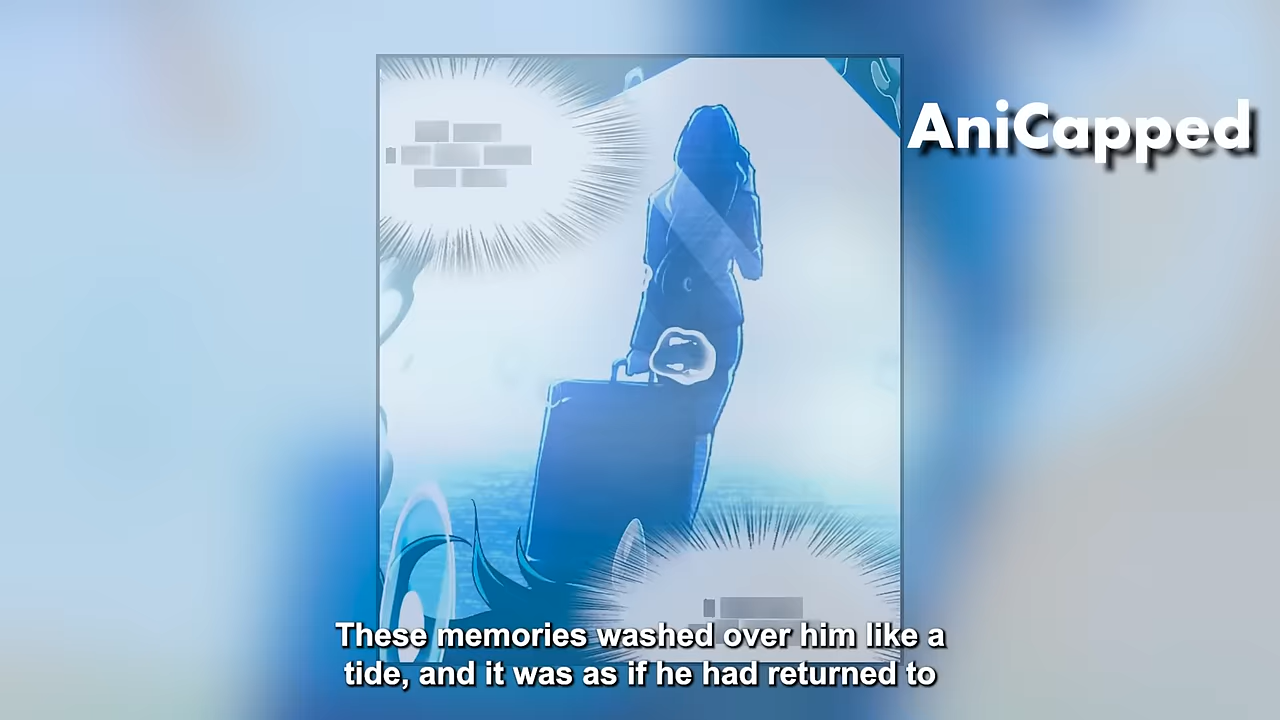 AniCapped
These memories washed over him like a
tide, and it was as if he had returned to